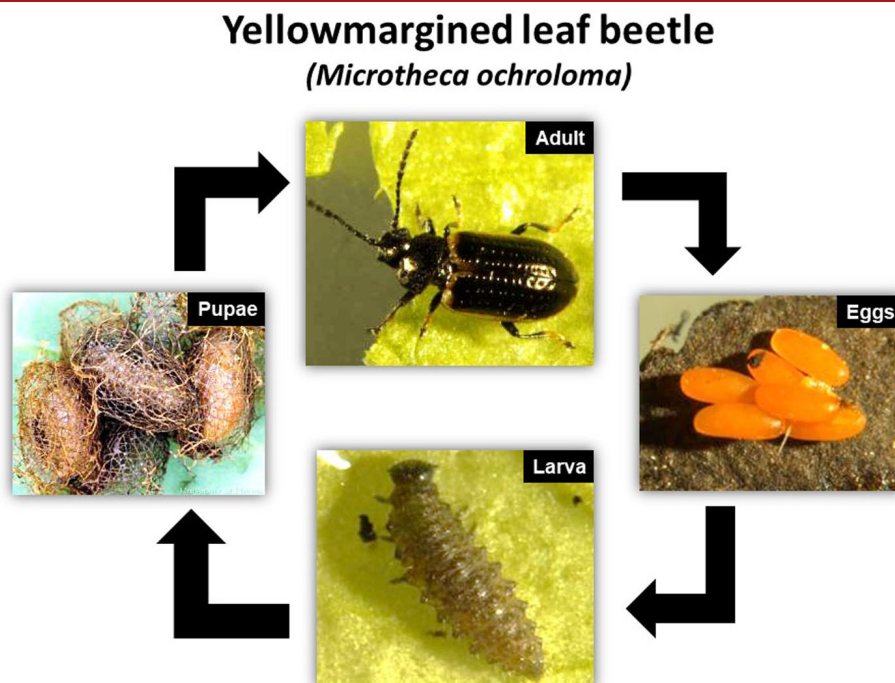 Yellowmargined leaf beetle
(Microtheca ochroloma)
Adult
Pupae
Eggs
Larva